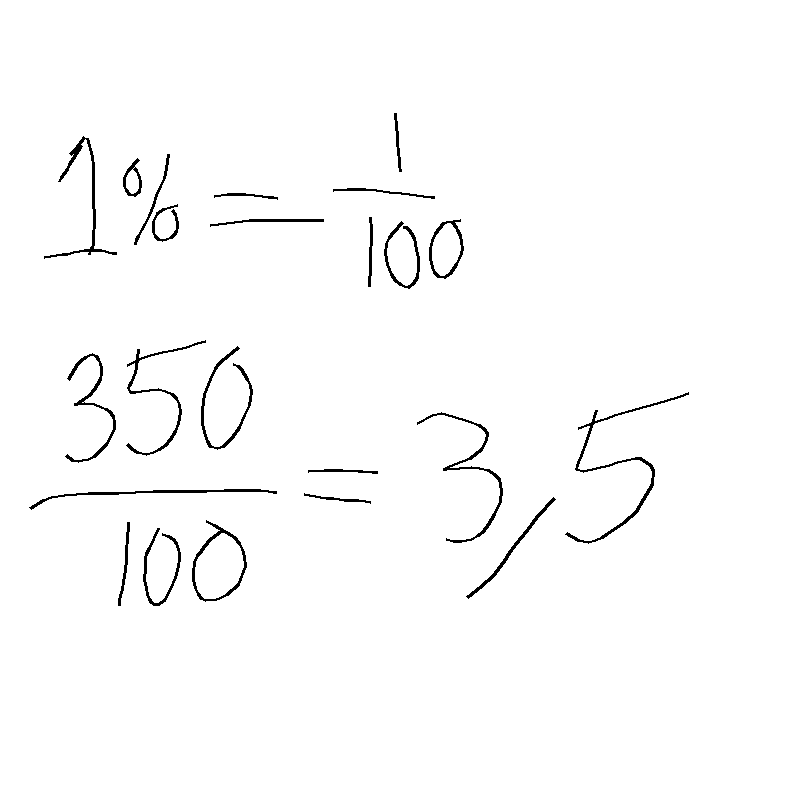 1% = 1/100
350/100 = 3,5